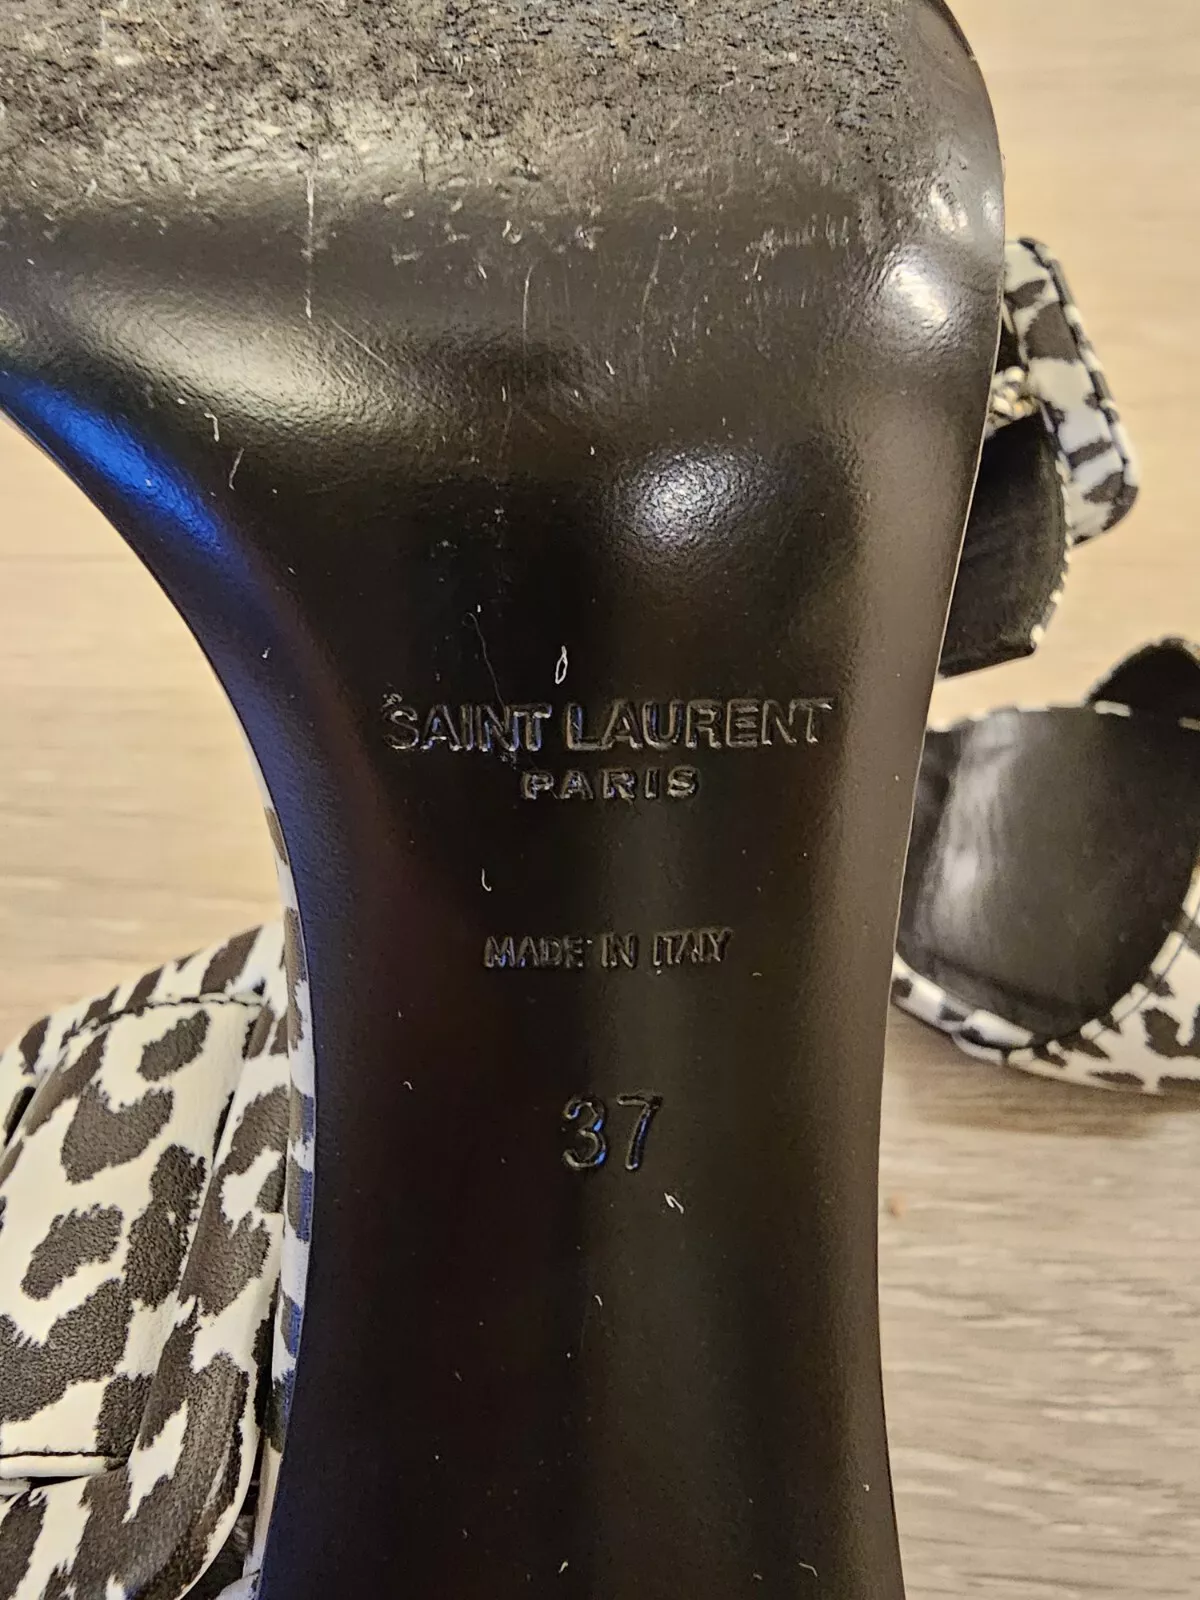 SAINT LAURENT
PARIS
MADE IN ITALY
37